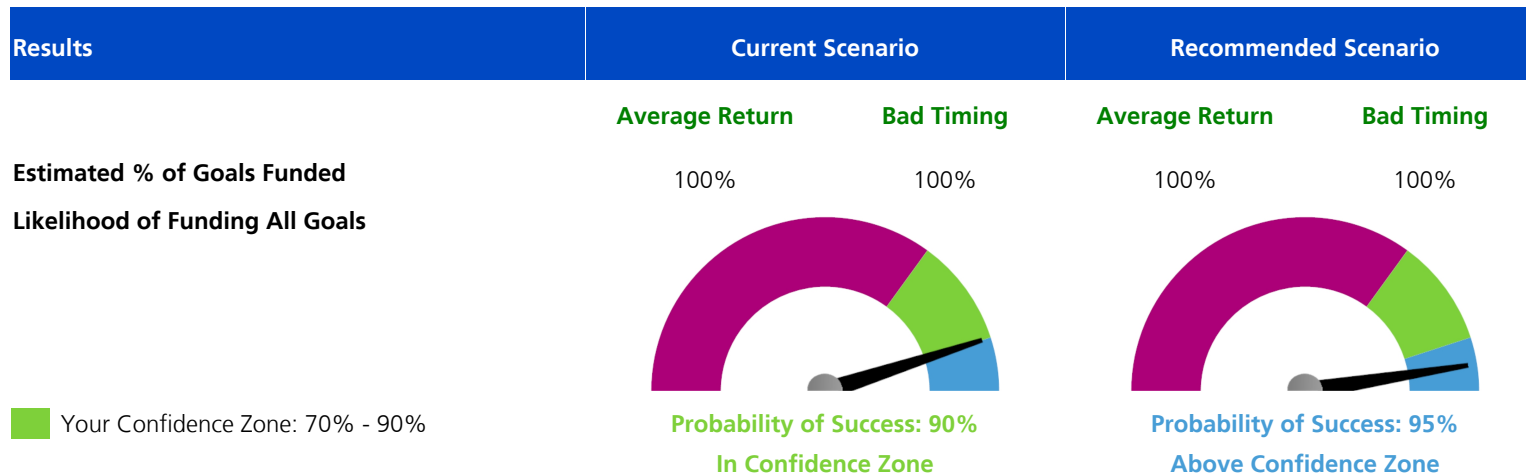 Results Current Scenario Recommended Scenario
Average Return Bad Timing Average Return Bad Timing
Estimated % of Goals Funded 100% 100% 100% 100%
Likelihood of Funding All Goals
Your Confidence Zone: 70% - 90% Probability of Success: 90% Probability of Success: 95%
In Confidence Zone Above Confidence Zone